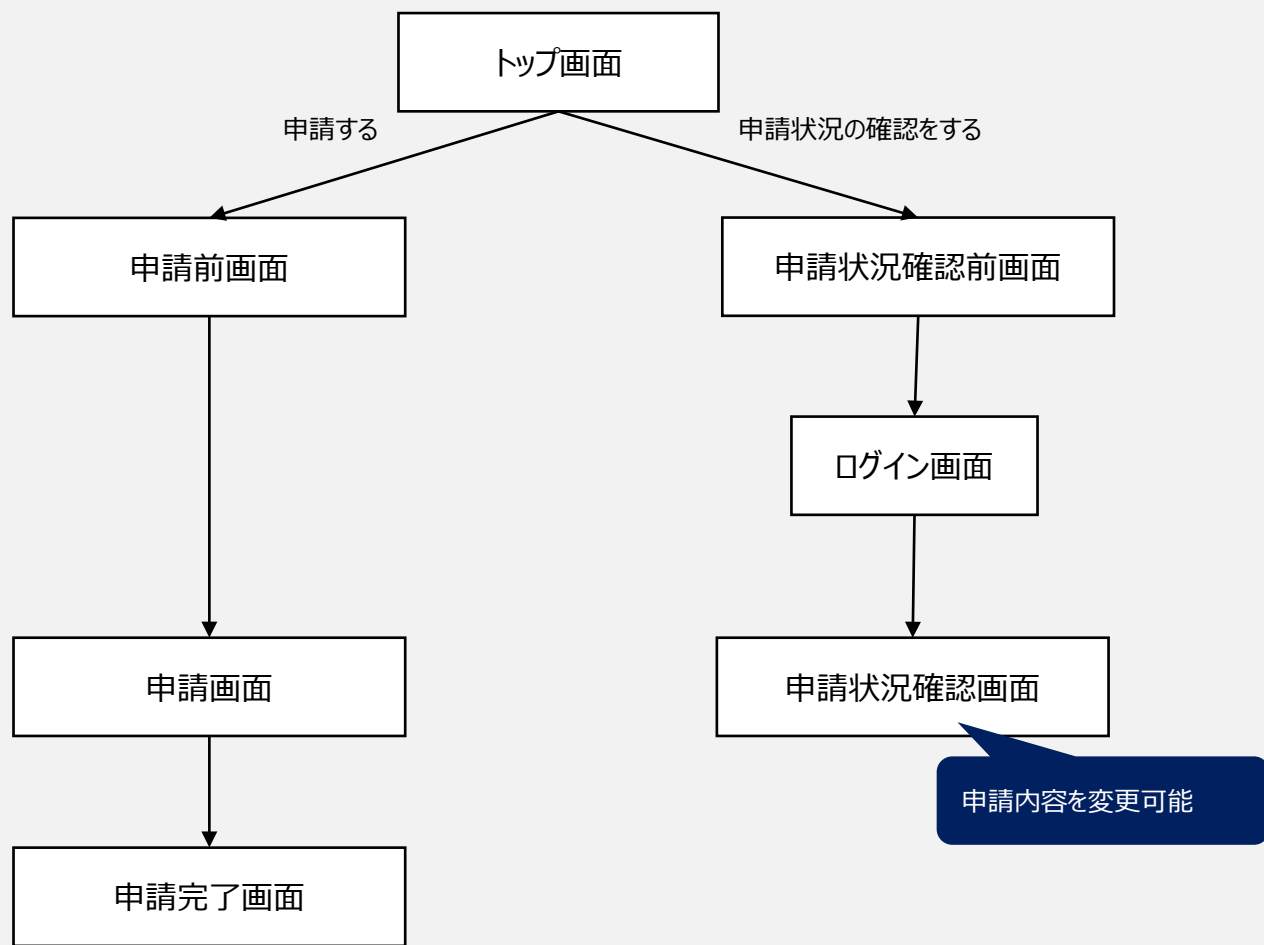 トップ画面
申請する
申請状況の確認をする
申請前画面
申請状況確認前画面
ログイン画面
申請画面
申請状況確認画面
申請内容を変更可能
申請完了画面